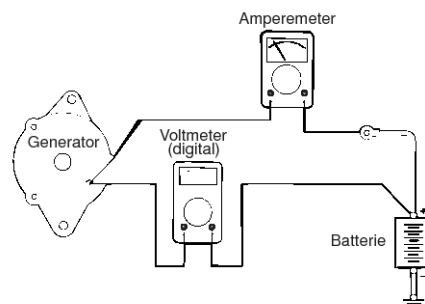 Amperemeter
Generator
Voltmeter
(digital)
Batterie
+